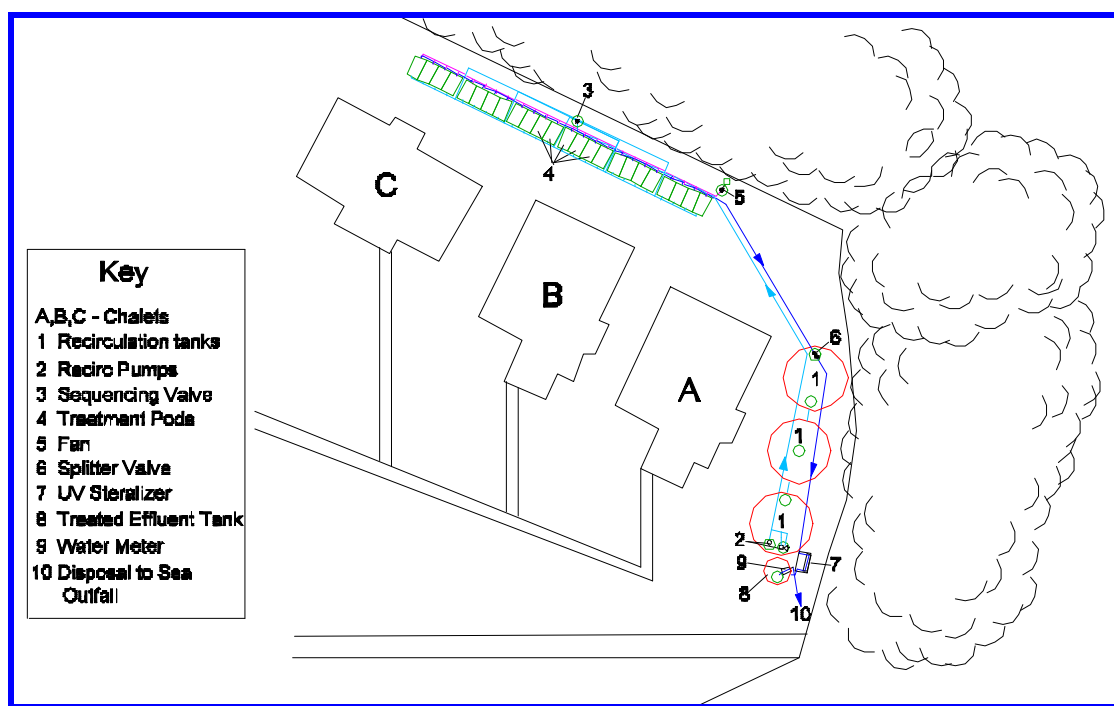 3
C
4
5
Key
B
A,B,C - Chalets
1 Recirculation tanks
6
2 Reciro Pumps
1
A
3 Sequencing Valve
4 Treatment Pods
1
5 Fan
6 Splitter Valve
7 UV Steralizer
8 Treated Effluent Tank
1
2
9 Water Meter
9
7
10 Disposal to Sea
Outfall
8
10